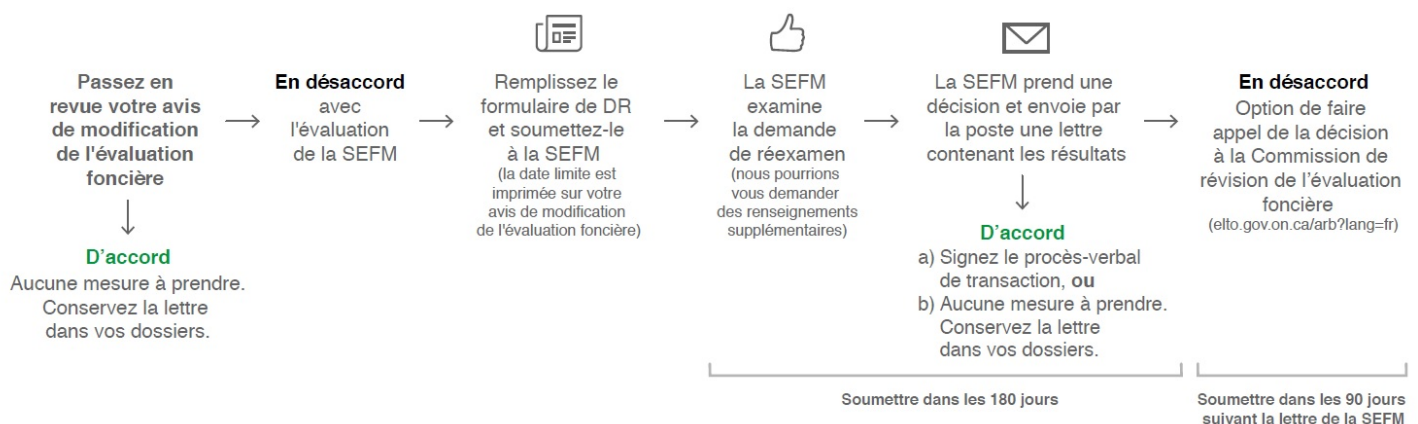 Passez en
revue votre avis
de modification
de l'évaluation
foncière
D'accord
Aucune mesure à prendre.
Conservez la lettre
dans vos dossiers.
En désaccord
avec
l'évaluation
de la SEFM
Remplissez le
formulaire de DR
et soumettez-le
à la SEFM
(la date limite est
imprimée sur votre
avis de modification
de l'évaluation foncière)
La SEFM
examine
la demande
de réexamen
(nous pourrions
vous demander
des renseignements
supplémentaires)
La SEFM prend une
décision et envoie par
la poste une lettre
contenant les résultats
D'accord
a) Signez le procès-verbal
de transaction, ou
b) Aucune mesure à prendre.
Conservez la lettre
dans vos dossiers.
En désaccord
Option de faire
appel de la décision
à la Commission de
révision de l'évaluation
foncière
(elto.gov.on.ca/arb?lang=fr)
Soumettre dans les 180 jours
Soumettre dans les 90 jours
suivant la lettre de la SEFM